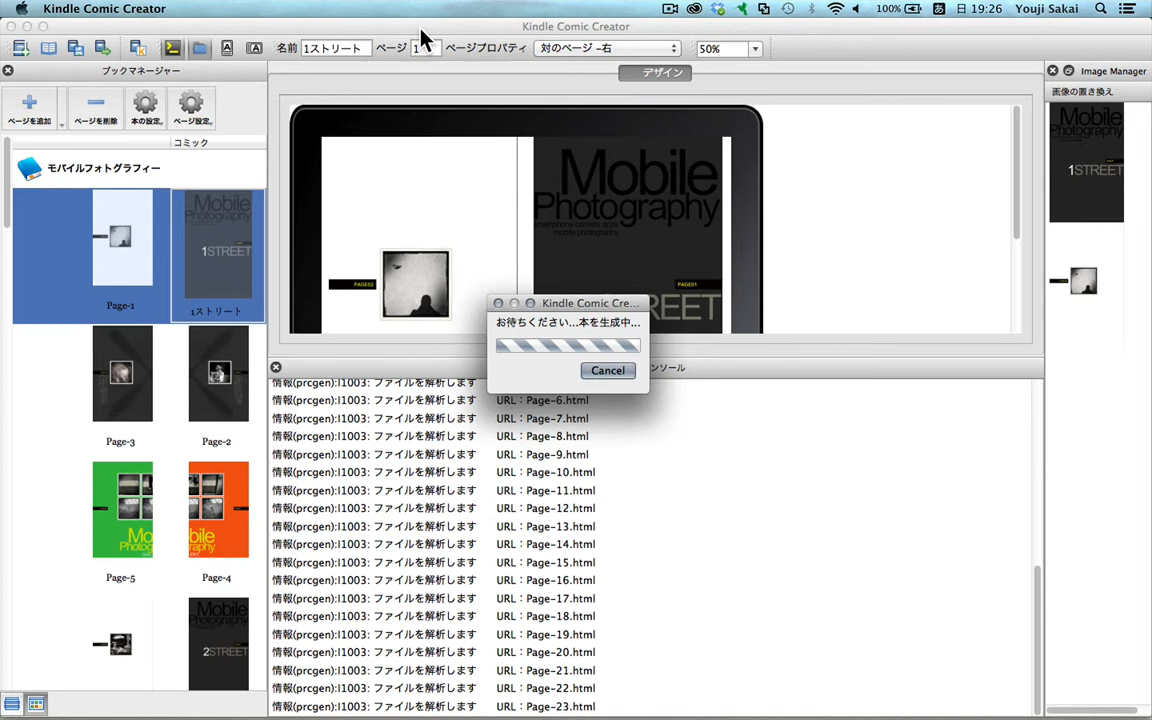 Kindle Comic Creator
100%
あ
日 19:26
Youji Sakai
Kindle Comic Creator
名前
1ストリート
ページ
1
ページプロパティ
対のページ -右
50%
ブックマネージャー
デザイン
Image Manager
画像の置き換え
ページを追加
ページを削除
本の設定
ページ設定
コミック
モバイルフォトグラフィー
Mobile
Photography
1STREET
Page-1
1ストリート
Page-3
Page-2
Mobile
Photography
Page-5
Page-4
Mobile
Photography
2STREET
Mobile
Photography
smartphone camera apps
mobile photography
PAGE02
PAGE01
REET
Kindle Comic Cre...
お待ちください...本を生成中...
Cancel
ンソール
情報(prcgen):I1003: ファイルを解析します
情報(prcgen):I1003: ファイルを解析します URL：Page-6.html
情報(prcgen):I1003: ファイルを解析します URL：Page-7.html
情報(prcgen):I1003: ファイルを解析します URL：Page-8.html
情報(prcgen):I1003: ファイルを解析します URL：Page-9.html
情報(prcgen):I1003: ファイルを解析します URL：Page-10.html
情報(prcgen):I1003: ファイルを解析します URL：Page-11.html
情報(prcgen):I1003: ファイルを解析します URL：Page-12.html
情報(prcgen):I1003: ファイルを解析します URL：Page-13.html
情報(prcgen):I1003: ファイルを解析します URL：Page-14.html
情報(prcgen):I1003: ファイルを解析します URL：Page-15.html
情報(prcgen):I1003: ファイルを解析します URL：Page-16.html
情報(prcgen):I1003: ファイルを解析します URL：Page-17.html
情報(prcgen):I1003: ファイルを解析します URL：Page-18.html
情報(prcgen):I1003: ファイルを解析します URL：Page-19.html
情報(prcgen):I1003: ファイルを解析します URL：Page-20.html
情報(prcgen):I1003: ファイルを解析します URL：Page-21.html
情報(prcgen):I1003: ファイルを解析します URL：Page-22.html
情報(prcgen):I1003: ファイルを解析します URL：Page-23.html
Mobile
Photography
1STREET